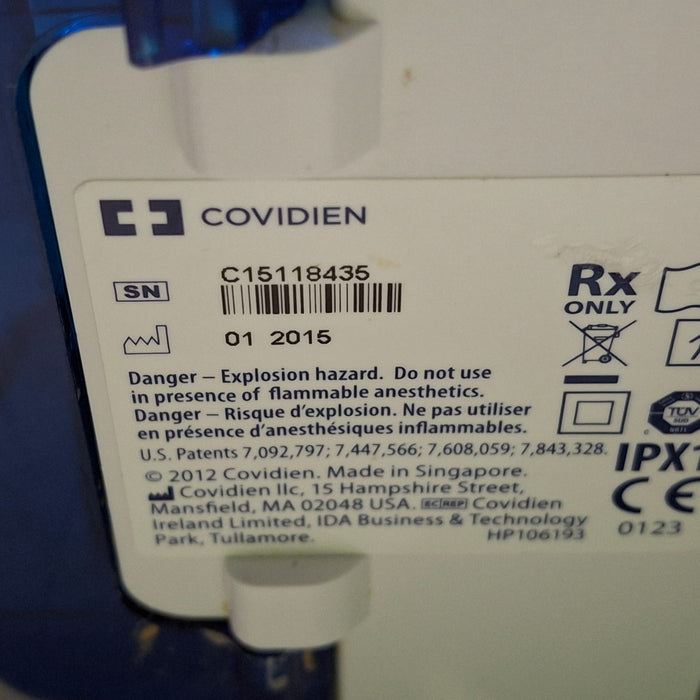 COVIDIEN
SN C15118435
01 2015
Rx
ONLY
Danger – Explosion hazard. Do not use
in presence of flammable anesthetics.
Danger – Risque d'explosion. Ne pas utiliser
en présence d'anesthésiques inflammables.
U.S. Patents 7,092,797; 7,447,566; 7,608,059; 7,843,328.
© 2012 Covidien. Made in Singapore.
Covidien llc, 15 Hampshire Street,
Mansfield, MA 02048 USA. EC REP Covidien
Ireland Limited, IDA Business & Technology
Park, Tullamore. HP106193
TÜV
SÜD
IPX1
CE
0123